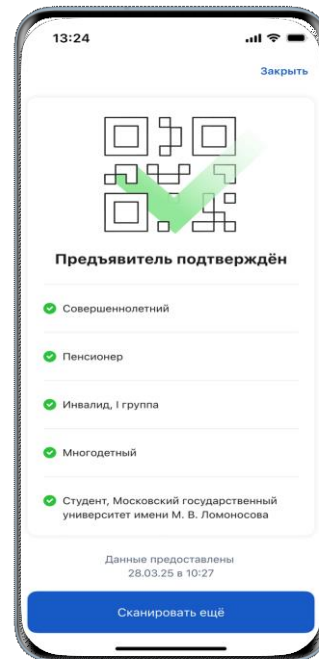 13:24
Закрыть
Предъявитель подтверждён
Совершеннолетний
Пенсионер
Инвалид, I группа
Многодетный
Студент, Московский государственный
университет имени М. В. Ломоносова
Данные предоставлены
28.03.25 в 10:27
Сканировать ещё